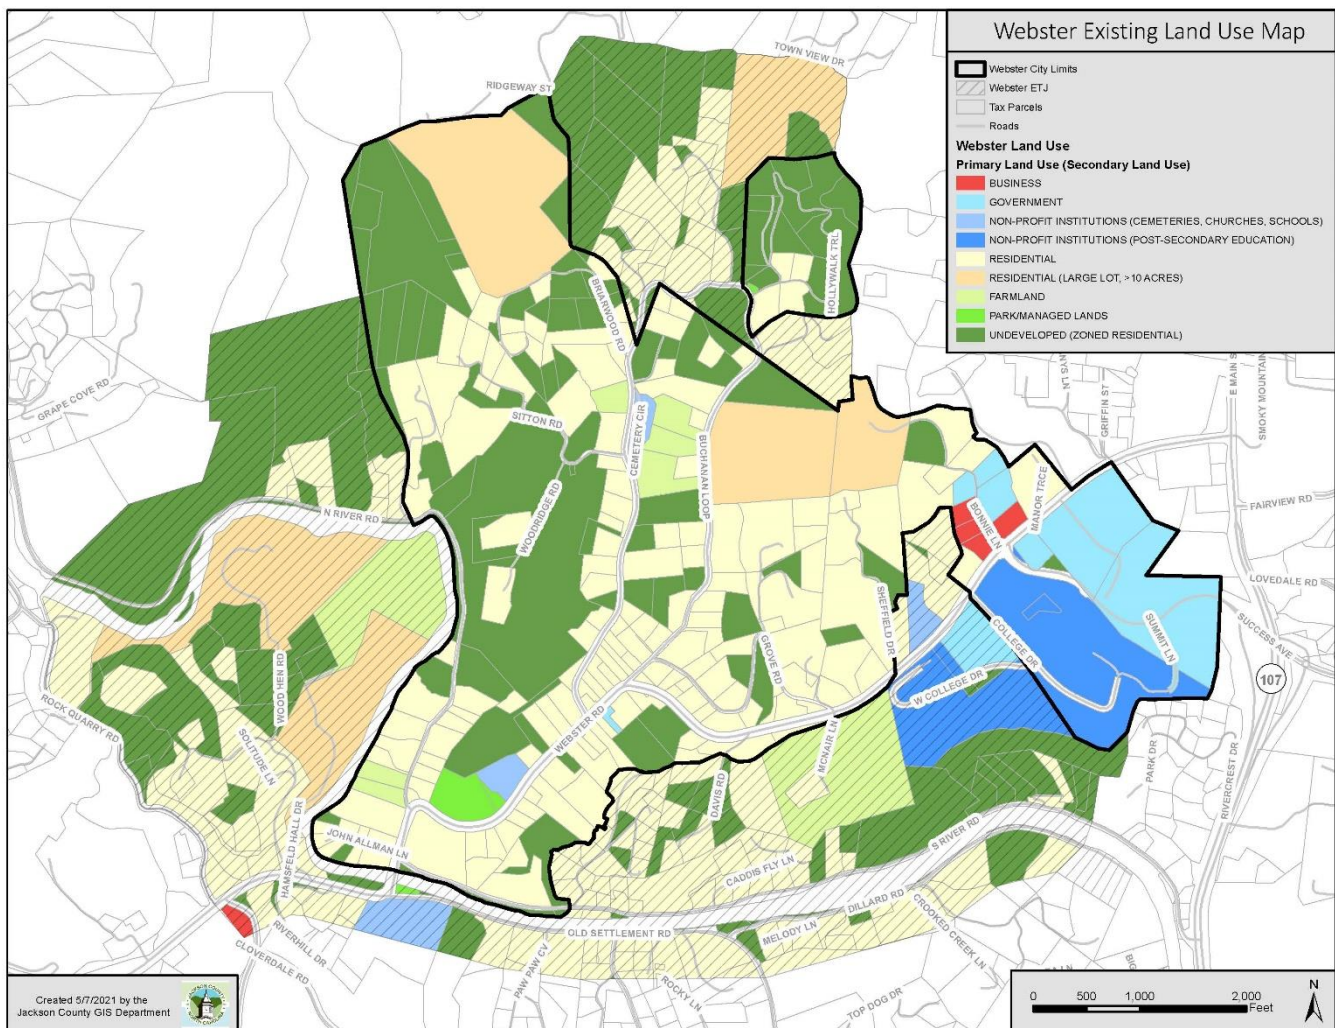 Webster Existing Land Use Map
Webster City Limits
Webster ETJ
Tax Parcels
Roads
Webster Land Use
Primary Land Use (Secondary Land Use)
BUSINESS
GOVERNMENT
NON-PROFIT INSTITUTIONS (CEMETERIES, CHURCHES, SCHOOLS)
NON-PROFIT INSTITUTIONS (POST-SECONDARY EDUCATION)
RESIDENTIAL
RESIDENTIAL (LARGE LOT, >10 ACRES)
FARMLAND
PARK/MANAGED LANDS
UNDEVELOPED (ZONED RESIDENTIAL)
TOWN VIEW DR
RIDGEWAY ST
HOLLYWALK TRL
BRIARWOOD RD
GRAPE COVE RD
SITTON RD
CEMETERY CIR
BUCHANAN LOOP
WOODRIDGE RD
N RIVER RD
GRIFFIN ST
E MAIN S
SMOKY MOUNTAIN
FAIRVIEW RD
MANOR TRCE
BONNIE LN
LOVEDALE RD
SUCCESS AVE
SUMMIT LN
COLLEGE DR
W COLLEGE DR
SHEFFIELD DR
GROVE RD
107
WOOD HEN RD
ROCK QUARRY RD
SOLITUDE LN
WEBSTER RD
MCNAIR LN
DAVIS RD
PARK DR
RIVERCREST DR
HAMSFELD HALL DR
JOHN ALLMAN LN
S RIVER RD
CADDIS FLY LN
DILLARD RD
CROOKED CREEK LN
MELODY LN
OLD SETTLEMENT RD
RIVERHILL DR
CLOVERDALE RD
PAW PAW CV
ROCKY LN
TOP DOG DR
Created 5/7/2021 by the
Jackson County GIS Department
0 500 1,000 2,000
Feet
N